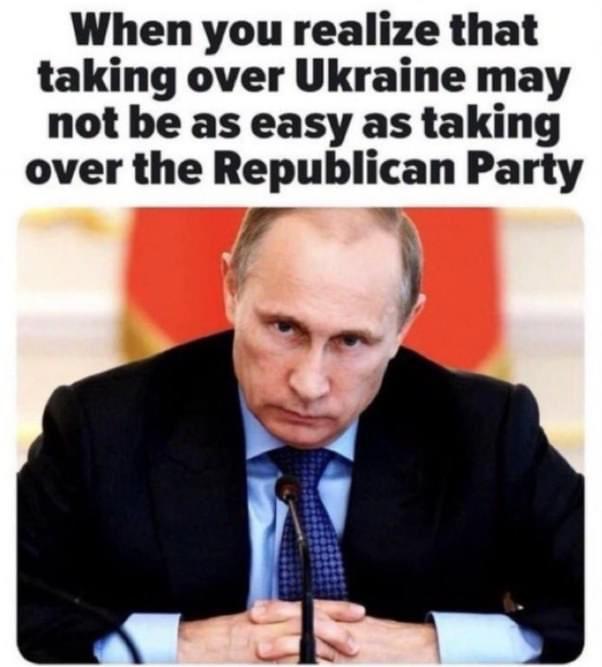 When you realize that
taking over Ukraine may
not be as easy as taking
over the Republican Party